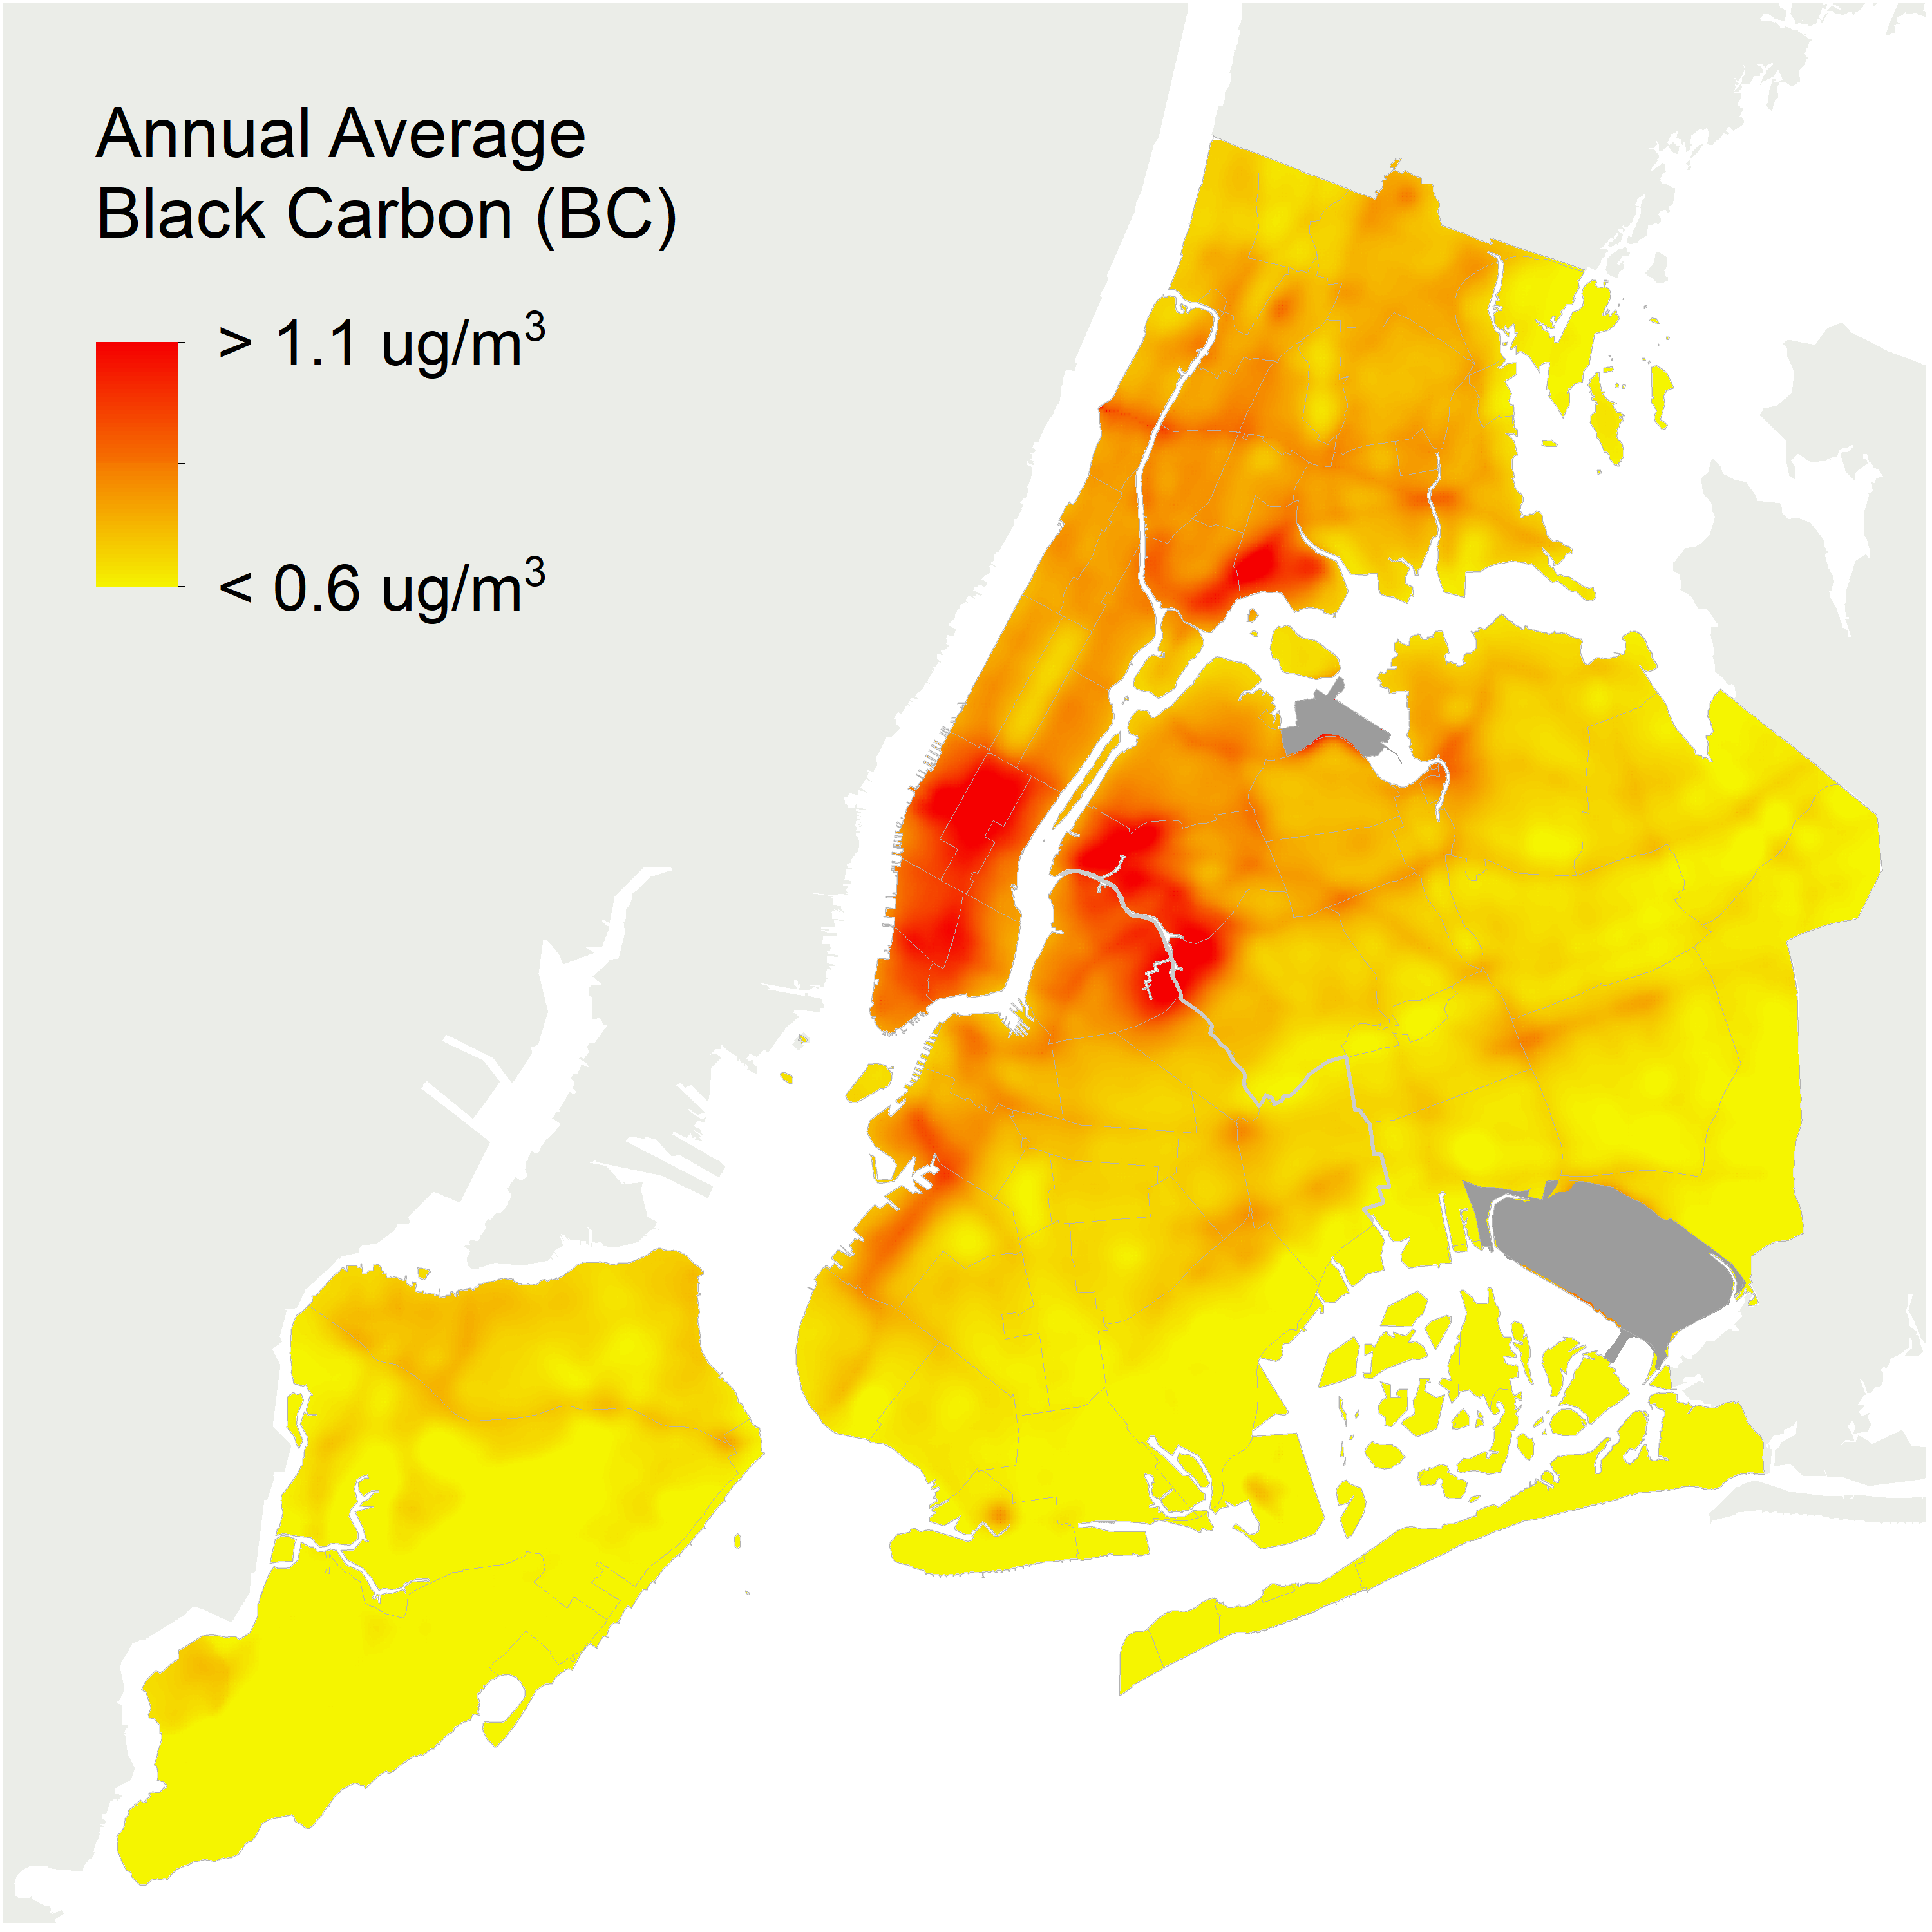 Annual Average
Black Carbon (BC)
> 1.1 ug/m³
< 0.6 ug/m³